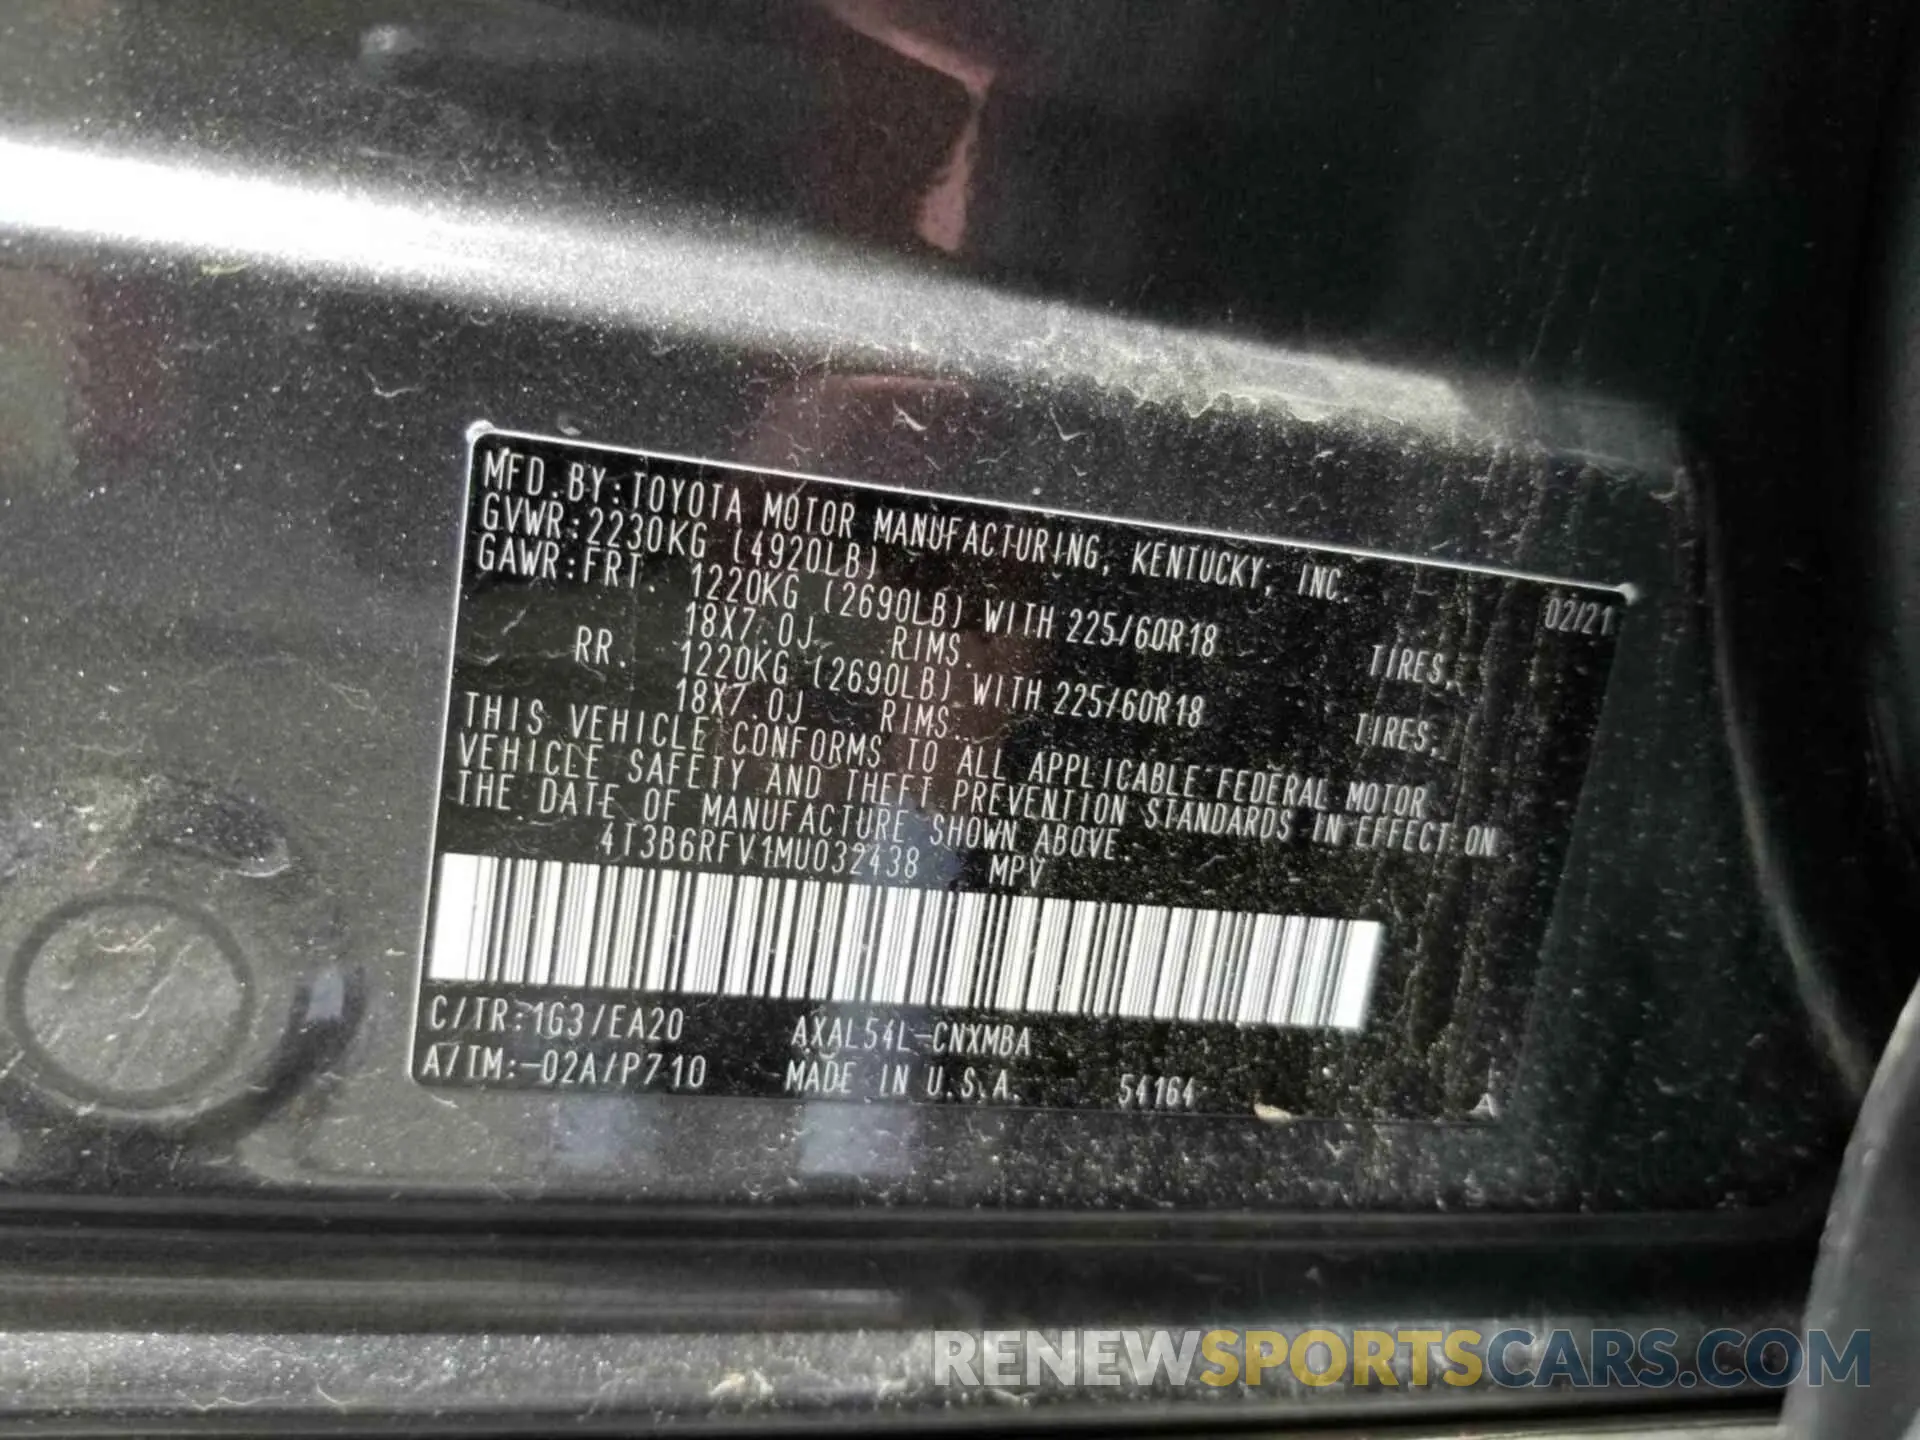 MFD.BY:TOYOTA MOTOR MANUFACTURING, KENTUCKY, INC. 02/21
GVWR:2230KG (4920LB)
GAWR:FRT. 1220KG (2690LB) WITH 225/60R18 TIRES.
18X7.0J RIMS.
RR. 1220KG (2690LB) WITH 225/60R18 TIRES.
18X7.0J RIMS.
THIS VEHICLE CONFORMS TO ALL APPLICABLE FEDERAL MOTOR
VEHICLE SAFETY AND THEFT PREVENTION STANDARDS IN EFFECT ON
THE DATE OF MANUFACTURE SHOWN ABOVE.
4T3B6RFV1MU032438 MPV
C/TR:1G3/EA20 AXAL54L-CNXMBA
A/TM:-02A/P710 MADE IN U.S.A. 54164 A
RENEWSPORTSCARS.COM